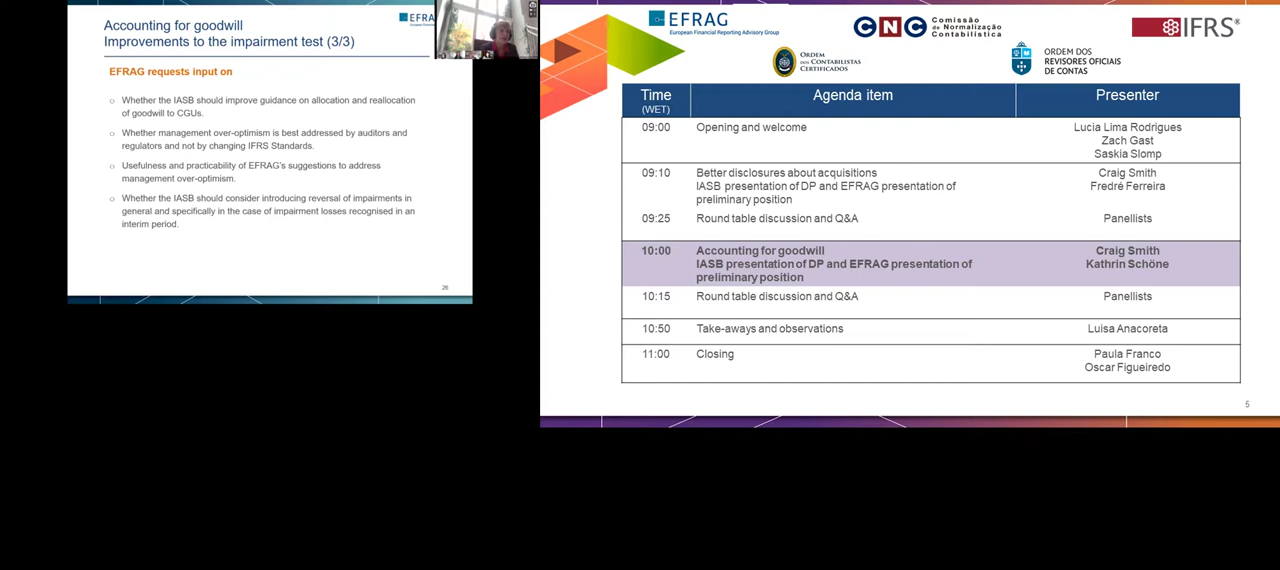 Accounting for goodwill
Improvements to the impairment test (3/3)
EFRAG requests input on
○ Whether the IASB should improve guidance on allocation and reallocation
of goodwill to CGUs.
○ Whether management over-optimism is best addressed by auditors and
regulators and not by changing IFRS Standards.
○ Usefulness and practicability of EFRAG's suggestions to address
management over-optimism.
○ Whether the IASB should consider introducing reversal of impairments in
general and specifically in the case of impairment losses recognised in an
interim period.
26
EFRAG
European Financial Reporting Advisory Group
CNC Comissão
de Normalização
Contabilística
IFRS®
ORDEM
DOS CONTABILISTAS
CERTIFICADOS
ORDEM DOS
REVISORES OFICIAIS
DE CONTAS
Time Agenda item Presenter
(WET)
09:00 Opening and welcome Lucia Lima Rodrigues
Zach Gast
Saskia Slomp
09:10 Better disclosures about acquisitions Craig Smith
IASB presentation of DP and EFRAG presentation of Fredré Ferreira
preliminary position
09:25 Round table discussion and Q&A Panellists
10:00 Accounting for goodwill Craig Smith
IASB presentation of DP and EFRAG presentation of Kathrin Schöne
preliminary position
10:15 Round table discussion and Q&A Panellists
10:50 Take-aways and observations Luisa Anacoreta
11:00 Closing Paula Franco
Oscar Figueiredo
5